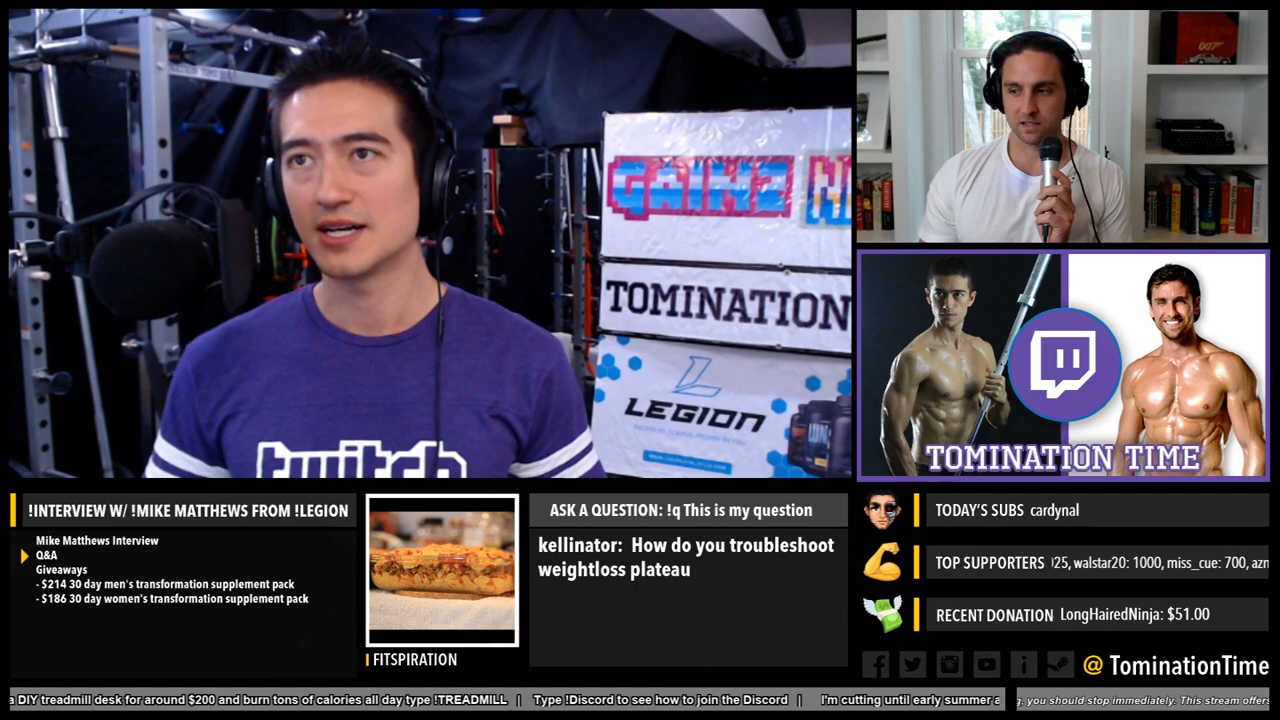 007
GAINZ
TOMINATION
LEGION
twitch
TOMINATION TIME
!INTERVIEW W/ !MIKE MATTHEWS FROM !LEGION
Mike Matthews Interview
Q&A
Giveaways
- $214 30 day men's transformation supplement pack
- $186 30 day women's transformation supplement pack
FITSPIRATION
ASK A QUESTION: !q This is my question
kellinator: How do you troubleshoot
weightloss plateau
TODAY'S SUBS cardynal
TOP SUPPORTERS 25, walstar20: 1000, miss_cue: 700, azn
RECENT DONATION LongHairedNinja: $51.00
@ TominationTime
a DIY treadmill desk for around $200 and burn tons of calories all day type !TREADMILL | Type !Discord to see how to join the Discord | I'm cutting until early summer a
g, you should stop immediately. This stream offers